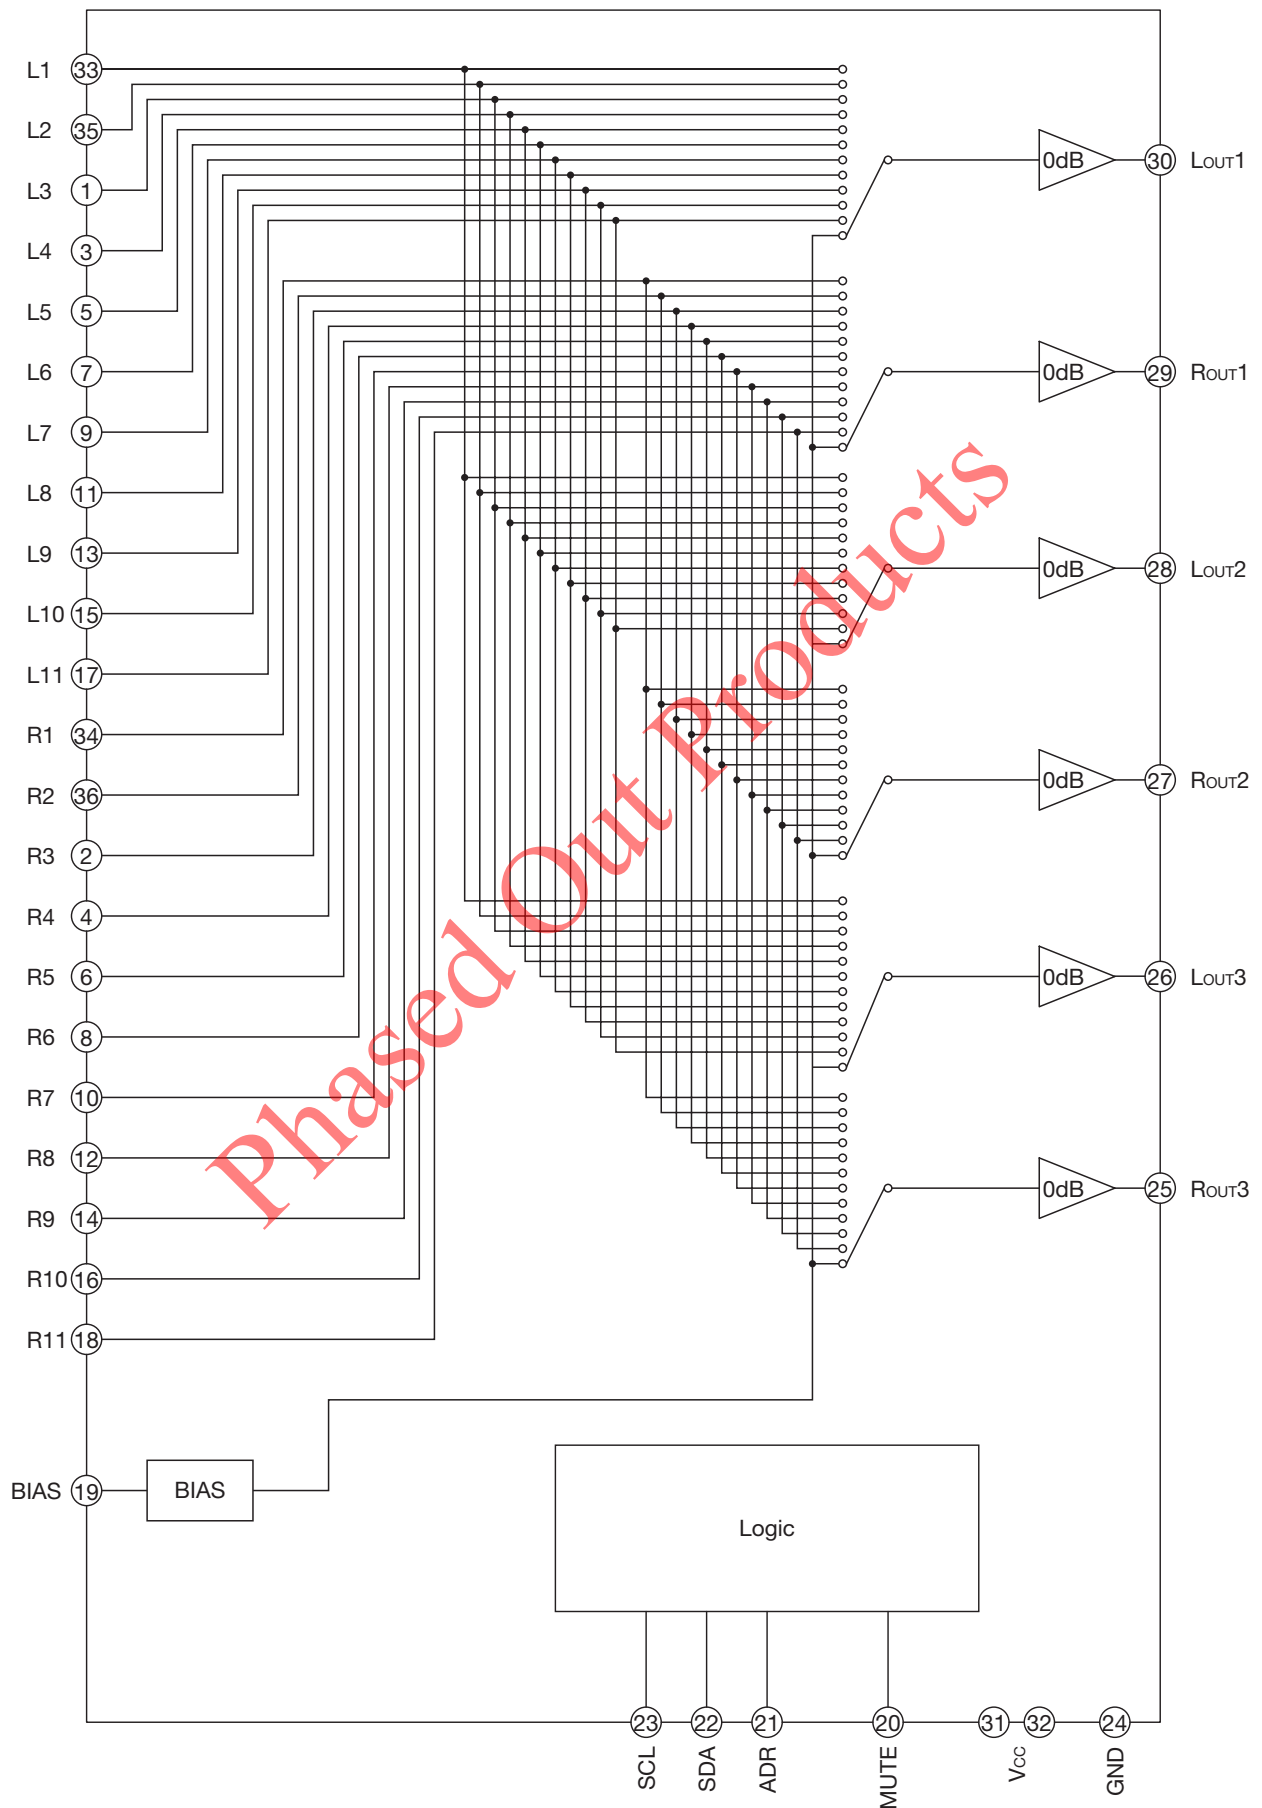 L1 33
L2 35
L3 1
L4 3
L5 5
L6 7
L7 9
L8 11
L9 13
L10 15
L11 17
R1 34
R2 36
R3 2
R4 4
R5 6
R6 8
R7 10
R8 12
R9 14
R10 16
R11 18
BIAS 19 BIAS
0dB 30 LOUT1
0dB 29 ROUT1
0dB 28 LOUT2
0dB 27 ROUT2
0dB 26 LOUT3
0dB 25 ROUT3
Phased Out Products
Logic
23 22 21 20 31 32 24
SCL SDA ADR MUTE Vcc GND